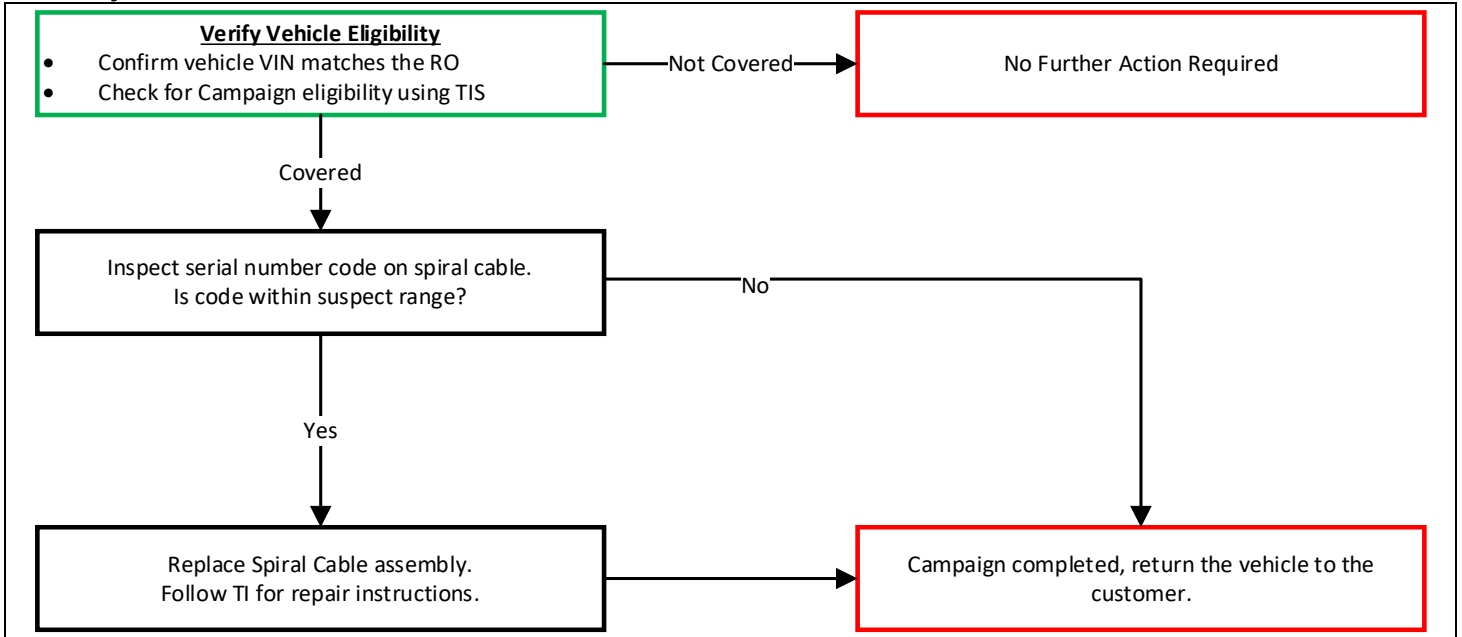 Verify Vehicle Eligibility
• Confirm vehicle VIN matches the RO
• Check for Campaign eligibility using TIS
Not Covered
No Further Action Required
Covered
Inspect serial number code on spiral cable.
Is code within suspect range?
No
Yes
Replace Spiral Cable assembly.
Follow TI for repair instructions.
Campaign completed, return the vehicle to the
customer.